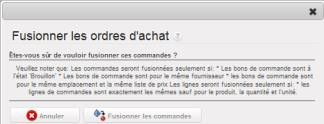 Fusionner les ordres d'achat ?
Êtes-vous sûr de vouloir fusionner ces commandes ?
Veuillez noter que: Les commandes seront fusionnées seulement si: * Les bons de commande sont à
l'état 'Brouillon' * Les bons de commande sont pour le même fournisseur * les bons de commande sont
pour le même emplacement et la même liste de prix Les lignes seront fusionnées seulement si: * les
lignes de commandes sont exactement les mêmes sauf pour le produit, la quantité et l'unité.
Annuler
Fusionner les commandes